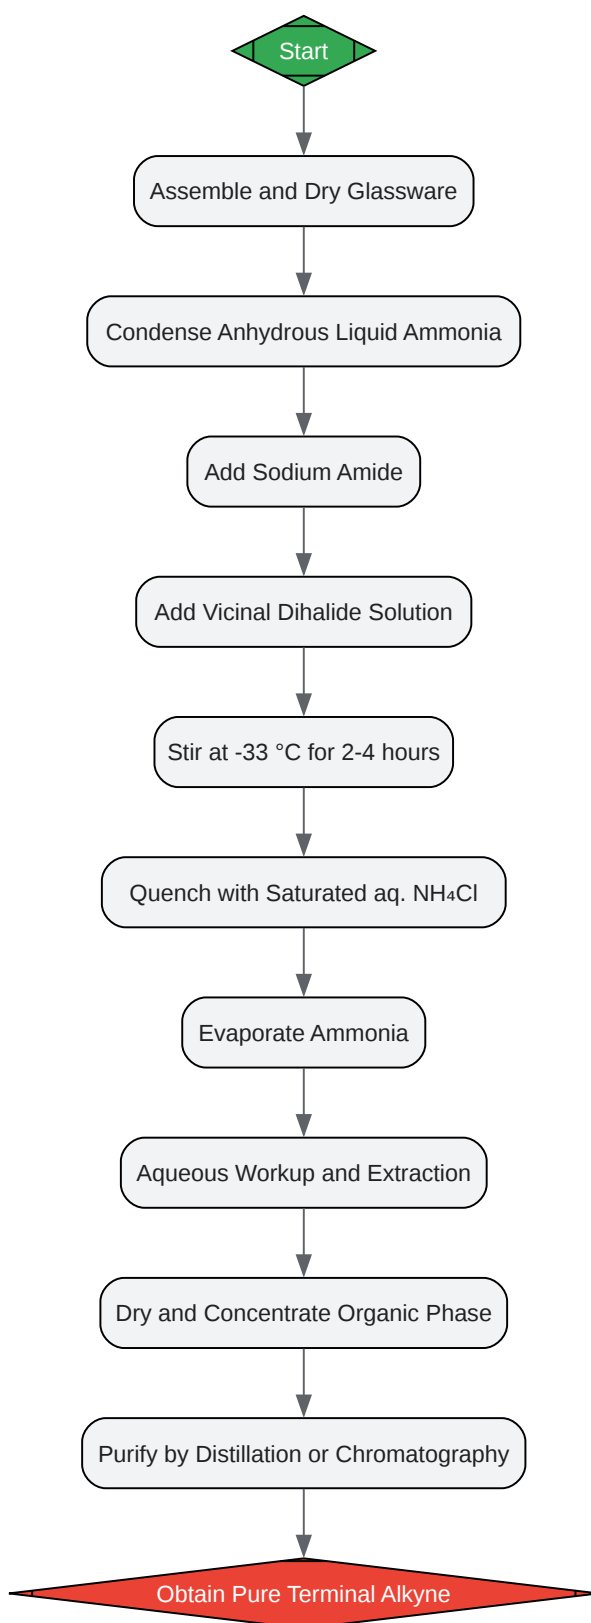 Start
Assemble and Dry Glassware
Condense Anhydrous Liquid Ammonia
Add Sodium Amide
Add Vicinal Dihalide Solution
Stir at -33 °C for 2-4 hours
Quench with Saturated aq. NH₄Cl
Evaporate Ammonia
Aqueous Workup and Extraction
Dry and Concentrate Organic Phase
Purify by Distillation or Chromatography
Obtain Pure Terminal Alkyne